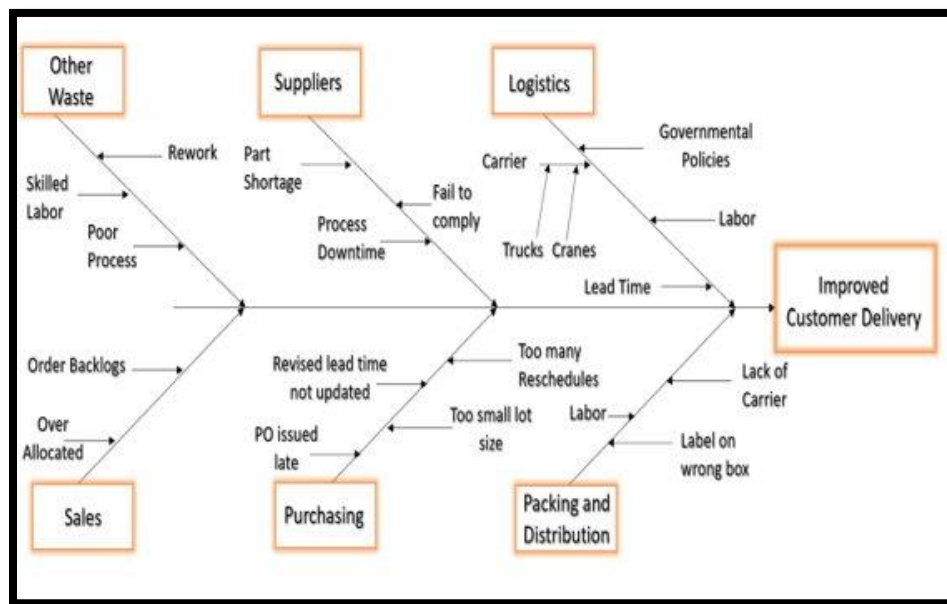 Other
Waste
Suppliers
Logistics
Rework
Skilled
Labor
Poor
Process
Part
Shortage
Fail to
comply
Process
Downtime
Governmental
Policies
Carrier
Trucks
Cranes
Labor
Lead Time
Improved
Customer Delivery
Order Backlogs
Over
Allocated
Revised lead time
not updated
Too many
Reschedules
PO issued
late
Too small lot
size
Lack of
Carrier
Labor
Label on
wrong box
Sales
Purchasing
Packing and
Distribution